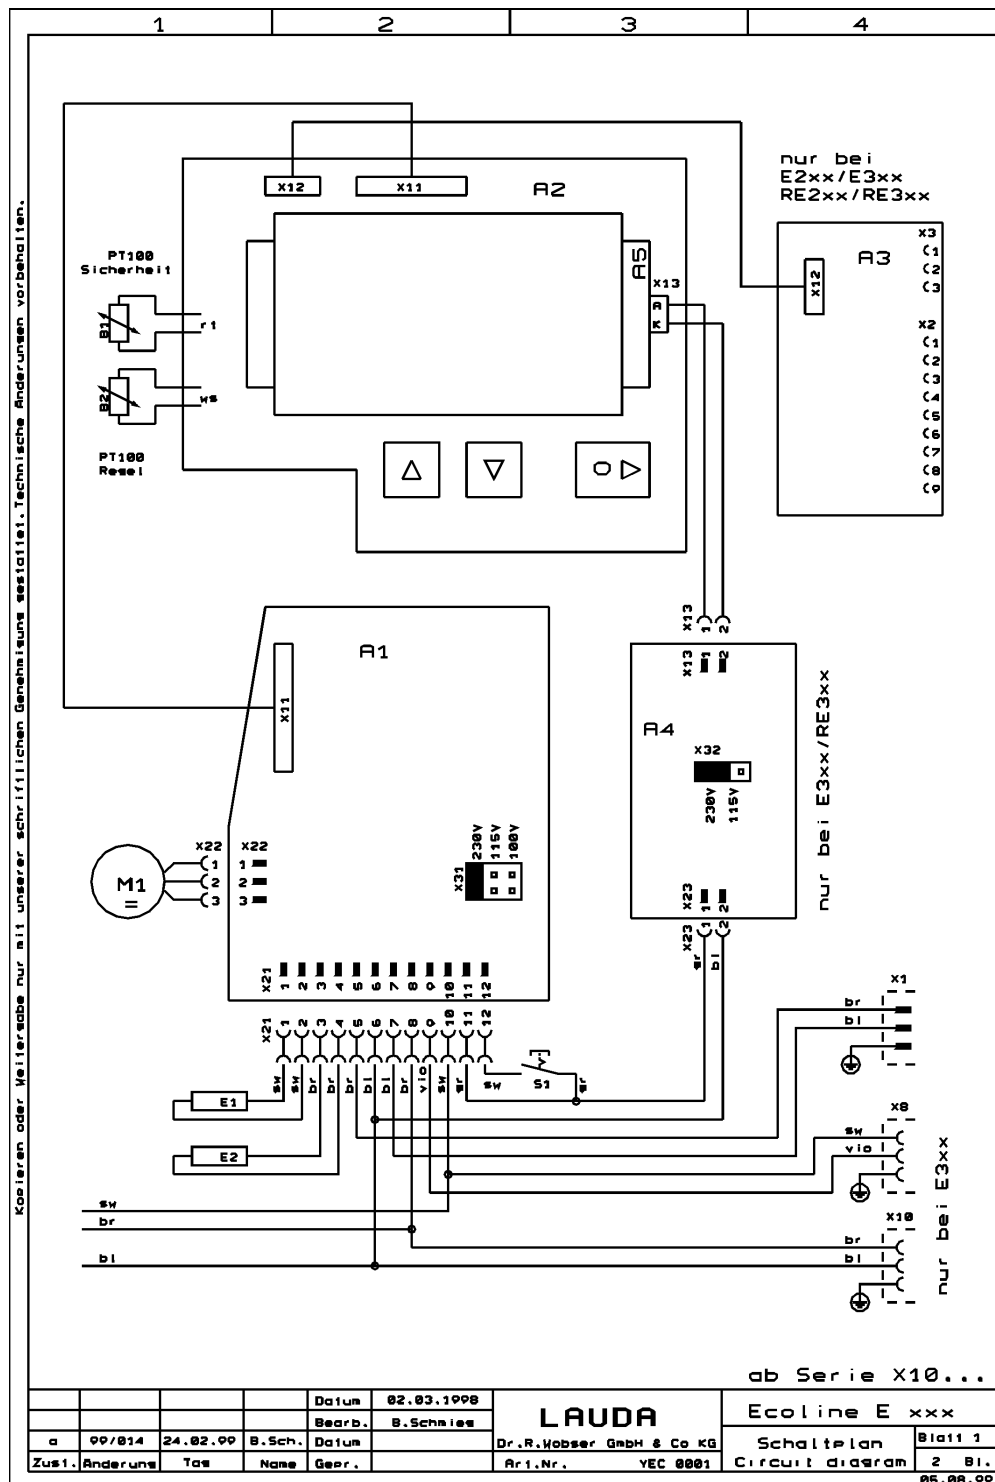 1 2 3 4
nur bei
E2xx/E3xx
RE2xx/RE3xx
X12 X11 A2
A3
X3
1
2
3
X12
X2
1
2
3
4
5
6
7
8
9
PT100
Sicherheit
B1
rt
B2
ws
PT100
Regel
A5
X13
A
K
O
Kopieren oder Weitergabe nur mit unserer schriftlichen Genehmigung gestattet. Technische Änderungen vorbehalten.
A1
X11
X13 1 2
X13 1 2
A4
X32
230V
115V
nur bei E3xx/RE3xx
X23 1 2
X23 1 2
gr bl
X31
230V
115V
100V
M1
=
X22 X22
1 1
2 2
3 3
X21 1 2 3 4 5 6 7 8 9 10 11 12
X21 1 2 3 4 5 6 7 8 9 10 11 12
sw sw br br br bl bl br vio sw gr sw
S1
gr
E1
E2
X1
br
bl
X8
sw
vio
X10
br
bl
nur bei E3xx
sw
br
bl
ab Serie X10...
Datum 02.03.1998
Bearb. B.Schmieg
a 99/014 24.02.99 B.Sch. Datum
Zust. Änderung Tag Name Gepr.
LAUDA
Dr.R.Wobser GmbH & Co KG
Art.Nr. YEC 0001
Ecoline E xxx
Schaltplan
Circuit diagram
Blatt 1
2 Bl.
05.08.99